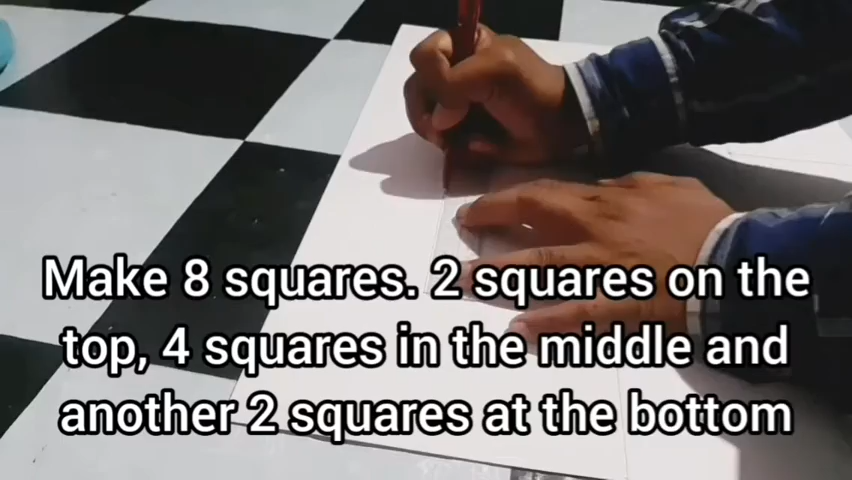 Make 8 squares. 2 squares on the
top, 4 squares in the middle and
another 2 squares at the bottom